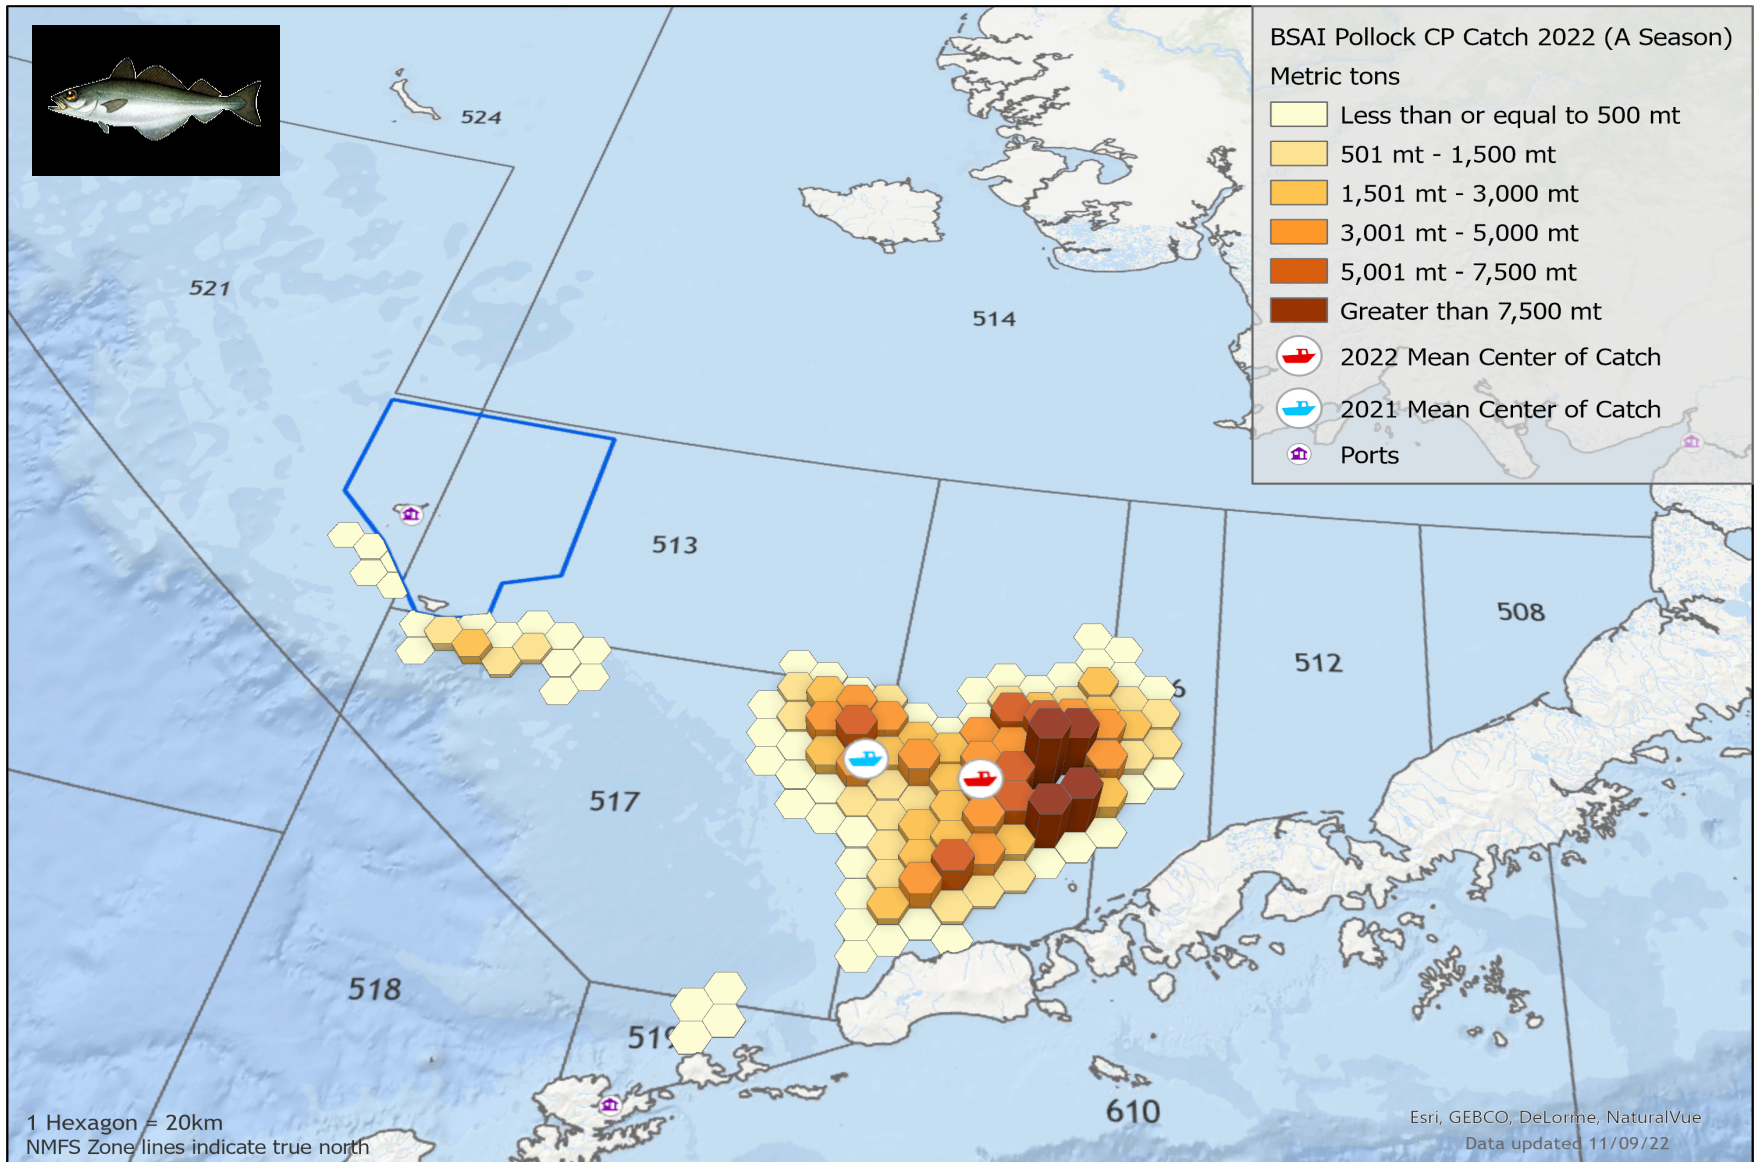 BSAI Pollock CP Catch 2022 (A Season)
Metric tons
Less than or equal to 500 mt
501 mt - 1,500 mt
1,501 mt - 3,000 mt
3,001 mt - 5,000 mt
5,001 mt - 7,500 mt
Greater than 7,500 mt
2022 Mean Center of Catch
2021 Mean Center of Catch
Ports
524
521
514
513
508
512
6
517
518
519
610
1 Hexagon = 20km
NMFS Zone lines indicate true north
Esri, GEBCO, DeLorme, NaturalVue
Data updated 11/09/22